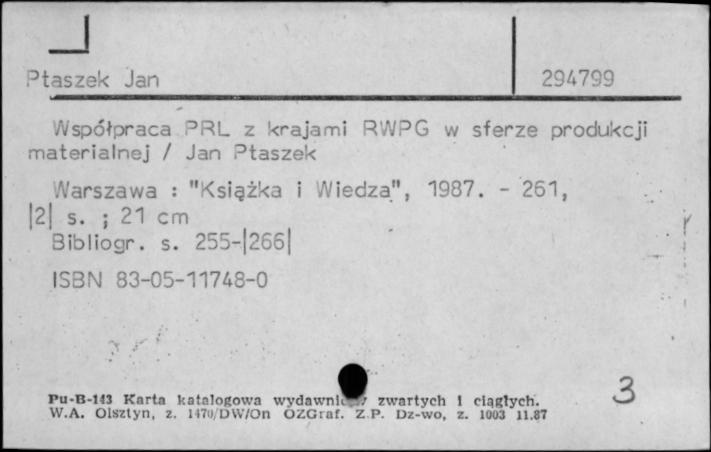 Ptaszek Jan 294799
Współpraca PRL z krajami RWPG w sferze produkcji
materialnej / Jan Ptaszek
Warszawa : "Książka i Wiedza", 1987. - 261,
|2| s. ; 21 cm
Bibliogr. s. 255-|266|
ISBN 83-05-11748-0
3
Pu-B-143 Karta katalogowa zwartych i ciągłych.
W.A. Olsztyn, z. 1470/DW/On OZGraf. Z.P. Dz-wo, z. 1003 11.87